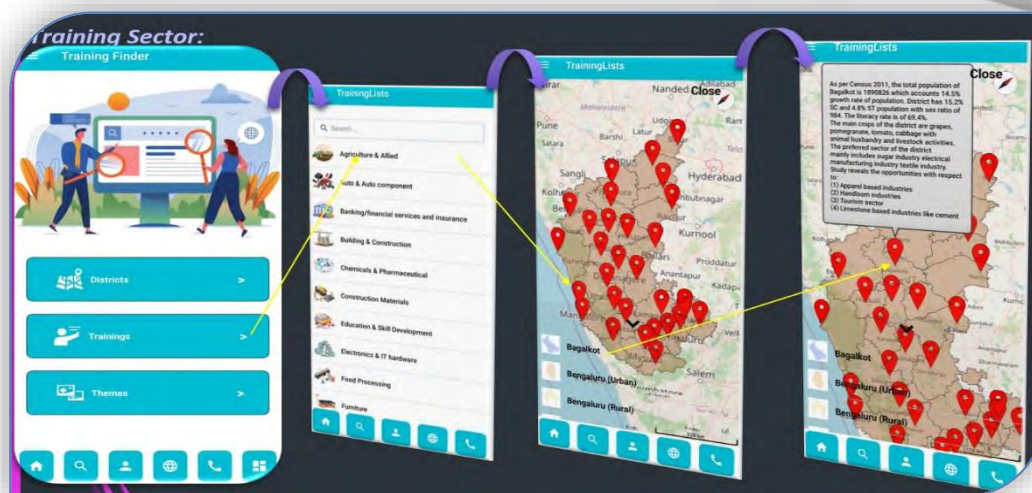 Training Sector:
Training Finder
Districts >
Trainings >
Themes >
TrainingLists
Search...
Agriculture & Allied
Auto & Auto component
Banking/financial services and insurance
Building & Construction
Chemicals & Pharmaceutical
Construction Materials
Education & Skill Development
Electronics & IT hardware
Food Processing
Furniture
TrainingLists
Close
Nanded
Adilabad
Maharashtra
Pune
Satara
Barshi
Latur
Solapur
Sangli
Hyderabad
Kurnool
Proddatur
Anantapur
Kadapa
Salem
Bagalkot
Bengaluru (Urban)
Bengaluru (Rural)
TrainingLists
Close
As per Census 2011, the total population of
Bagalkot is 1890826 which accounts 14.5%
growth rate of population. District has 15.2%
SC and 4.8% ST population with sex ratio of
984. The literacy rate is of 69.4%.
The main crops of the district are grapes,
pomegranate, tomato, cabbage with
animal husbandry and livestock activities.
The preferred sector of the district
mainly includes sugar industry electrical
manufacturing industry textile industry.
Study reveals the opportunities with respect
to:
(1) Apparel based industries
(2) Handloom industries
(3) Tourism sector
(4) Limestone based industries like cement
Bagalkot
Bengaluru (Urban)
Bengaluru (Rural)